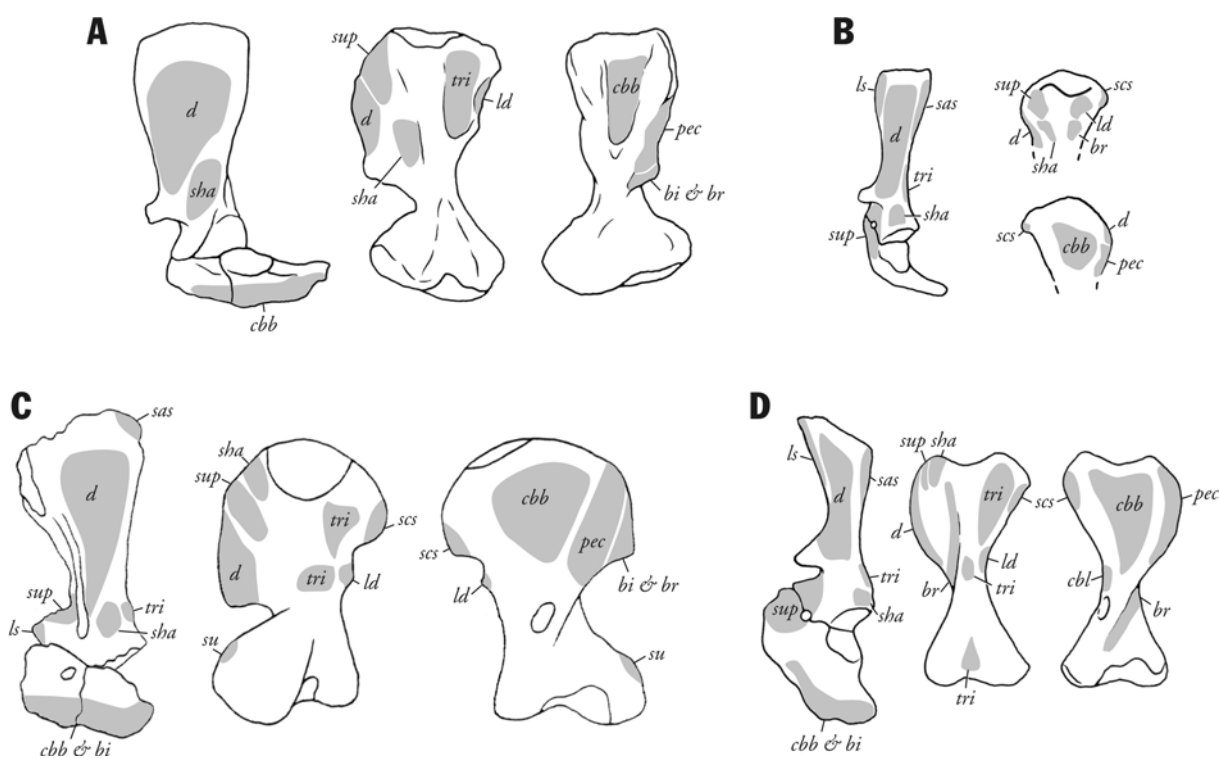 A
d
sha
cbb
sup
tri
ld
d
sha
cbb
pec
bi & br
B
ls
sas
d
tri
sha
sup
sup
scs
ld
d
br
sha
scs
d
cbb
pec
C
sas
d
sup
tri
ls
sha
cbb & bi
sha
sup
tri
scs
d
tri
ld
su
cbb
scs
pec
ld
bi & br
su
D
ls
sas
d
tri
sup
sha
cbb & bi
sup sha
tri
scs
d
ld
br
tri
tri
cbb
pec
cbl
br